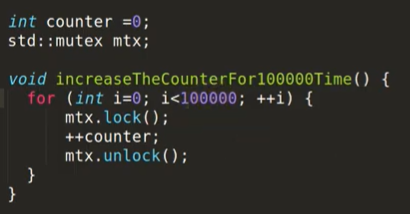 int counter =0;
std::mutex mtx;
void increaseTheCounterFor100000Time() {
for (int i=0; i<100000; ++i) {
mtx.lock();
++counter;
mtx.unlock();
}
}